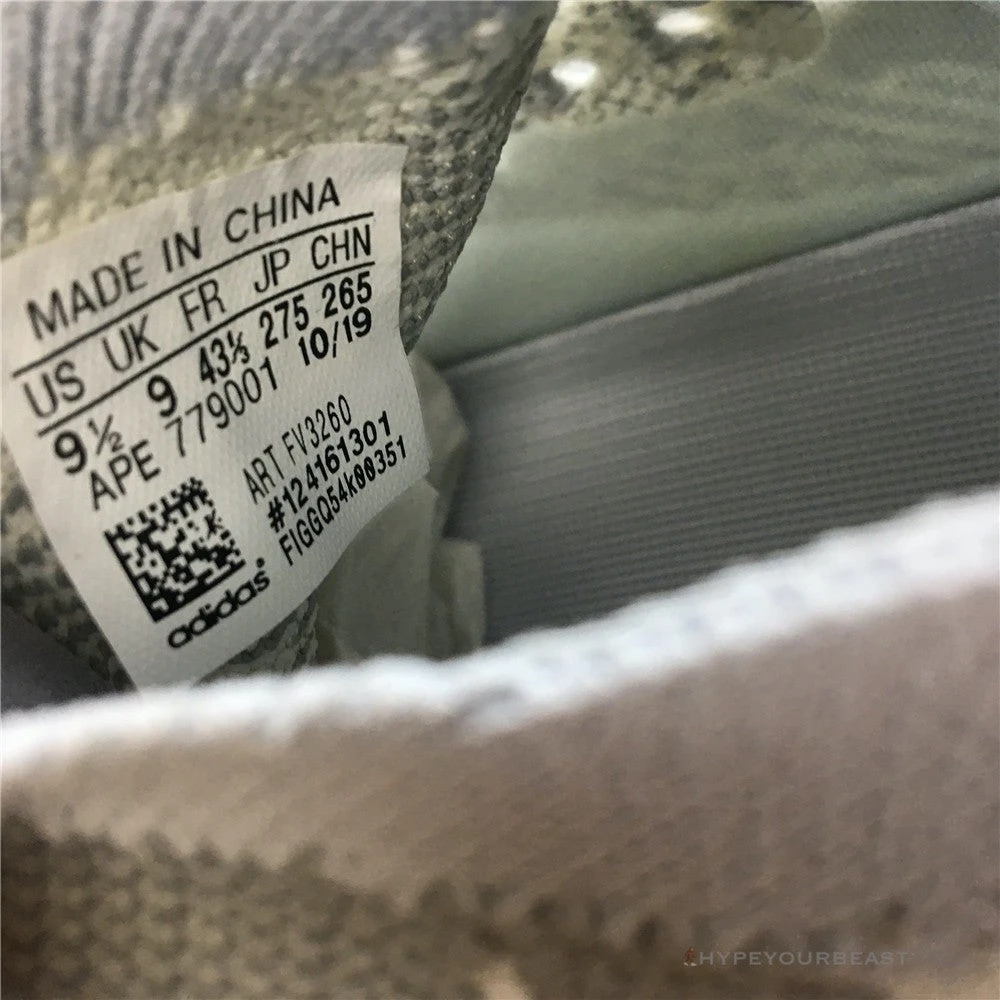 MADE IN CHINA
US UK FR JP CHN
9½ 9 43⅓ 275 265
APE 779001 10/19
ART FV3260
#124161301
FIGGQ54k00351
adidas®
HYPEYOURBEAST